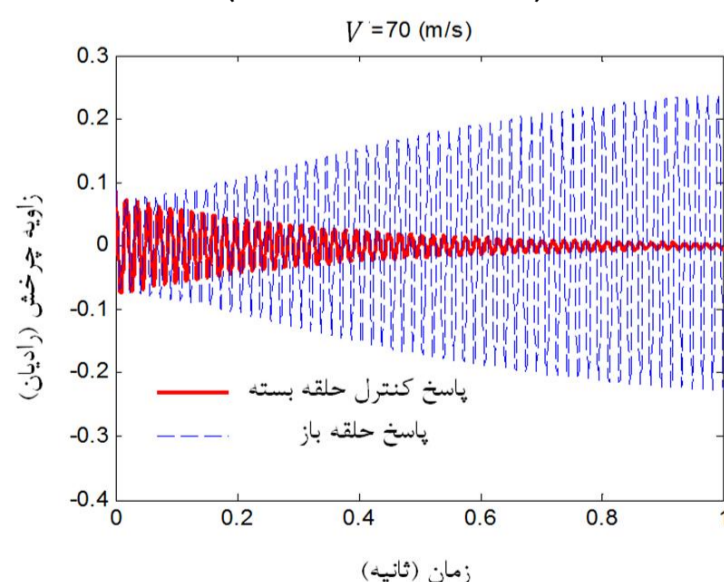 V =70 (m/s)
0.3
0.2
0.1
0
-0.1
-0.2
-0.3
-0.4
زاویه چرخش (رادیان)
پاسخ کنترل حلقه بسته
پاسخ حلقه باز
0 0.2 0.4 0.6 0.8 1
زمان (ثانیه)